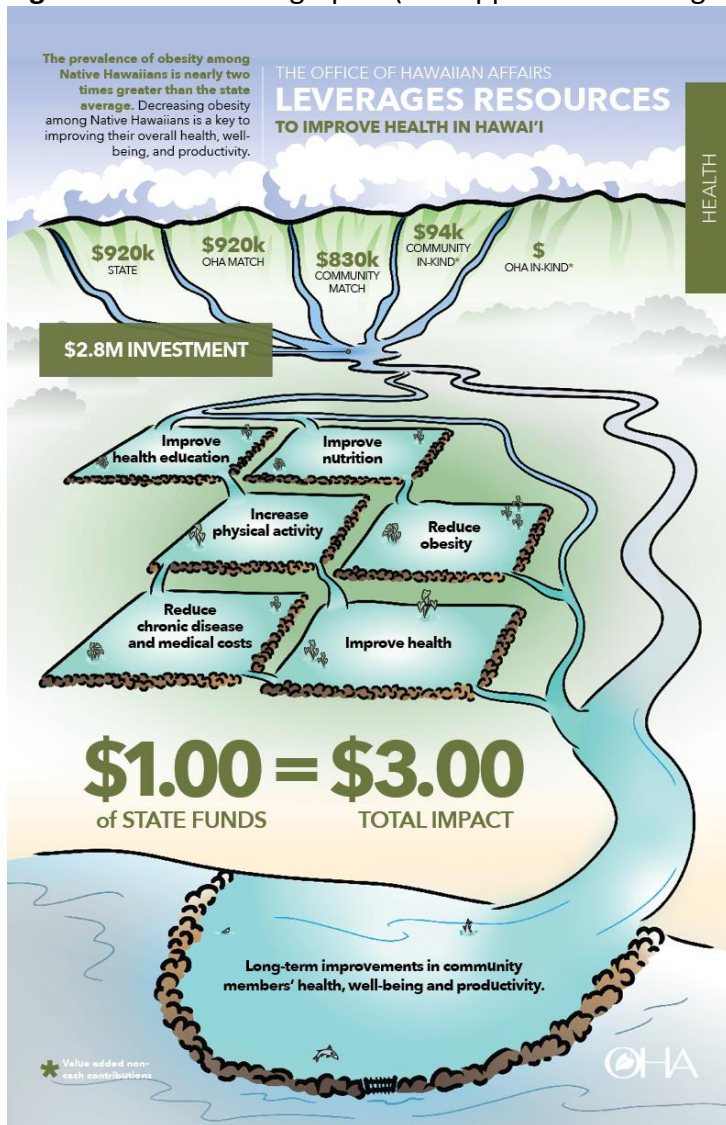 The prevalence of obesity among
Native Hawaiians is nearly two
times greater than the state
average. Decreasing obesity
among Native Hawaiians is a key to
improving their overall health, well-
being, and productivity.
THE OFFICE OF HAWAIIAN AFFAIRS
LEVERAGES RESOURCES
TO IMPROVE HEALTH IN HAWAI'I
HEALTH
$920k
STATE
$920k
OHA MATCH
$830k
COMMUNITY
MATCH
$94k
COMMUNITY
IN-KIND*
$
OHA IN-KIND*
$2.8M INVESTMENT
Improve
health education
Improve
nutrition
Increase
physical activity
Reduce
obesity
Reduce
chronic disease
and medical costs
Improve health
$1.00 = $3.00
of STATE FUNDS TOTAL IMPACT
Long-term improvements in community
members' health, well-being and productivity.
* Value added non-
cash contributions
OHA